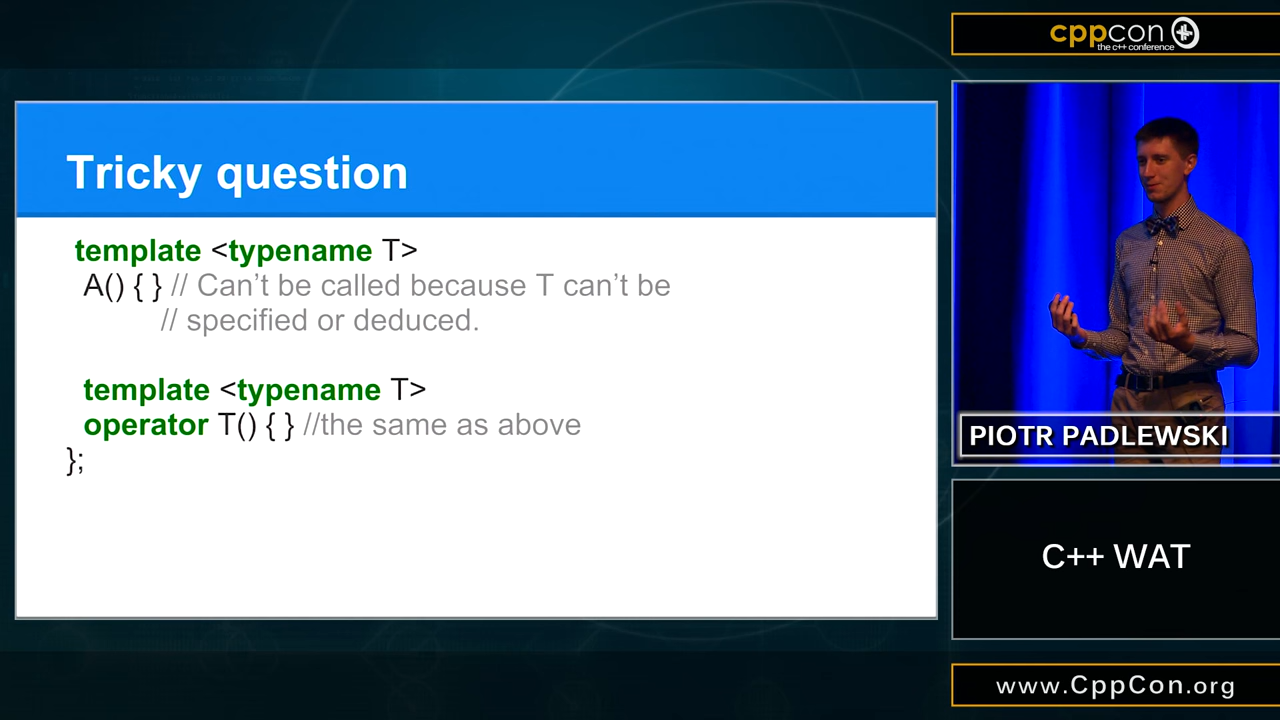 cppcon
the c++ conference
Tricky question
template <typename T>
A() { } // Can't be called because T can't be
// specified or deduced.
template <typename T>
operator T() { } //the same as above
};
PIOTR PADLEWSKI
C++ WAT
www.CppCon.org